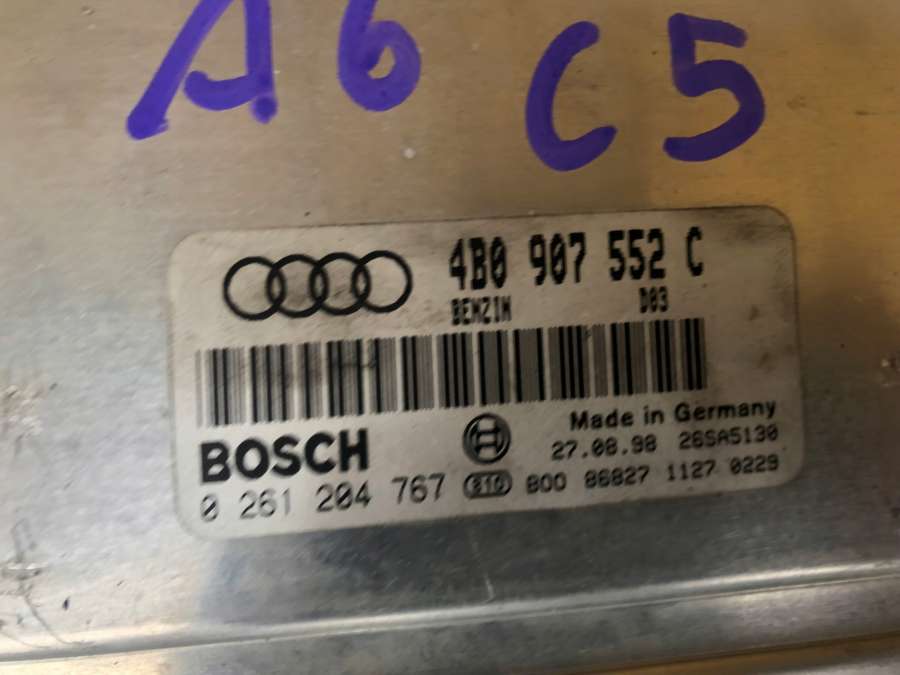 A6 C5
4B0 907 552 C
BENZIN D03
Made in Germany
BOSCH 27.08.98 26SA5130
0 261 204 767 BOO 86827 1127 0229